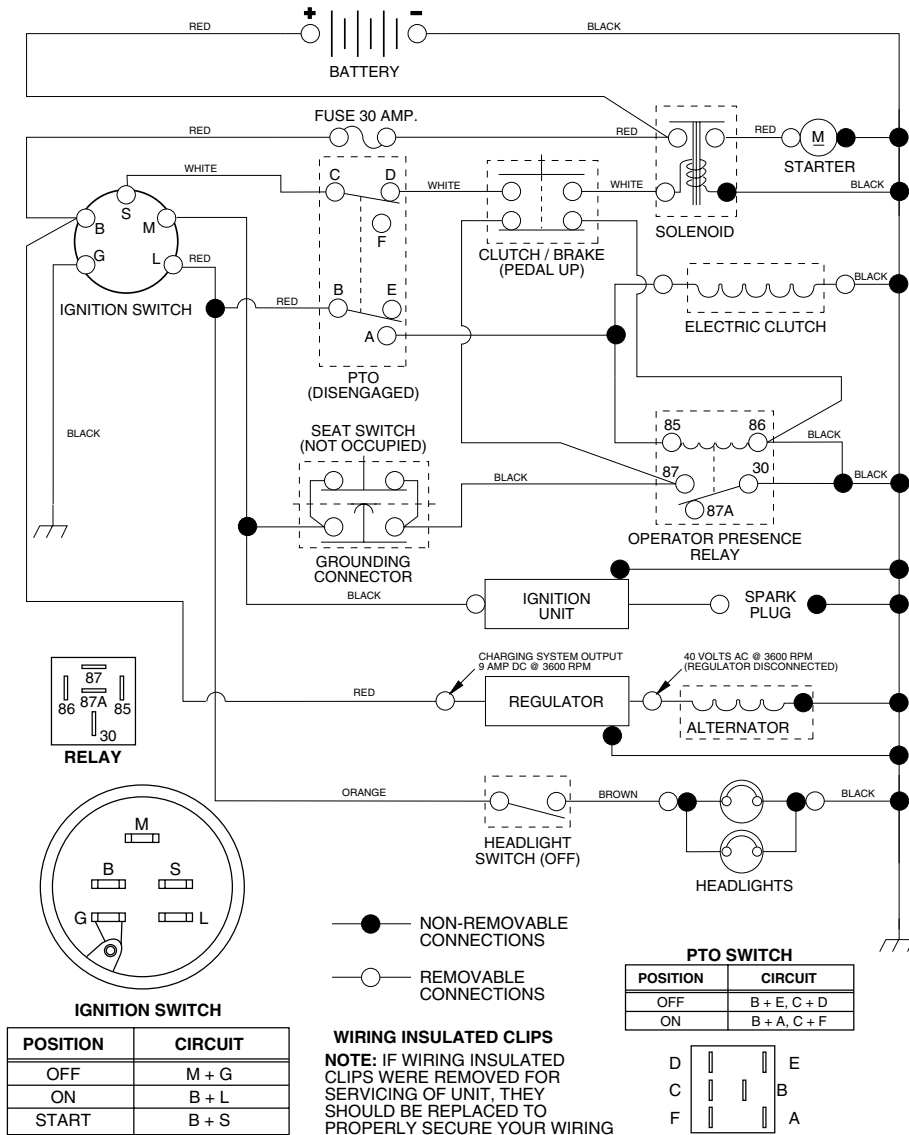 RED
+
−
BLACK
BATTERY
FUSE 30 AMP.
RED
RED
RED
M
STARTER
WHITE
C
D
WHITE
WHITE
BLACK
S
B
M
F
SOLENOID
G
L
RED
CLUTCH / BRAKE
(PEDAL UP)
BLACK
IGNITION SWITCH
RED
B
E
ELECTRIC CLUTCH
A
PTO
(DISENGAGED)
BLACK
SEAT SWITCH
(NOT OCCUPIED)
85
86
BLACK
BLACK
87
30
BLACK
87A
OPERATOR PRESENCE
RELAY
GROUNDING
CONNECTOR
BLACK
IGNITION
UNIT
SPARK
PLUG
CHARGING SYSTEM OUTPUT
9 AMP DC @ 3600 RPM
40 VOLTS AC @ 3600 RPM
(REGULATOR DISCONNECTED)
87
86
87A
85
30
RELAY
RED
REGULATOR
ALTERNATOR
ORANGE
BROWN
BLACK
HEADLIGHT
SWITCH (OFF)
HEADLIGHTS
M
B
S
G
L
IGNITION SWITCH
NON-REMOVABLE
CONNECTIONS
REMOVABLE
CONNECTIONS
PTO SWITCH
POSITION CIRCUIT
OFF B + E, C + D
ON B + A, C + F
POSITION CIRCUIT
OFF M + G
ON B + L
START B + S
WIRING INSULATED CLIPS
NOTE: IF WIRING INSULATED
CLIPS WERE REMOVED FOR
SERVICING OF UNIT, THEY
SHOULD BE REPLACED TO
PROPERLY SECURE YOUR WIRING
D E
C B
F A